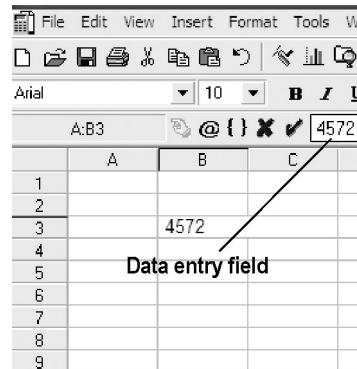 File Edit View Insert Format Tools W
Arial 10 B I U
A:B3 @ { } 4572
A B C
1
2
3 4572
4
Data entry field
5
6
7
8
9